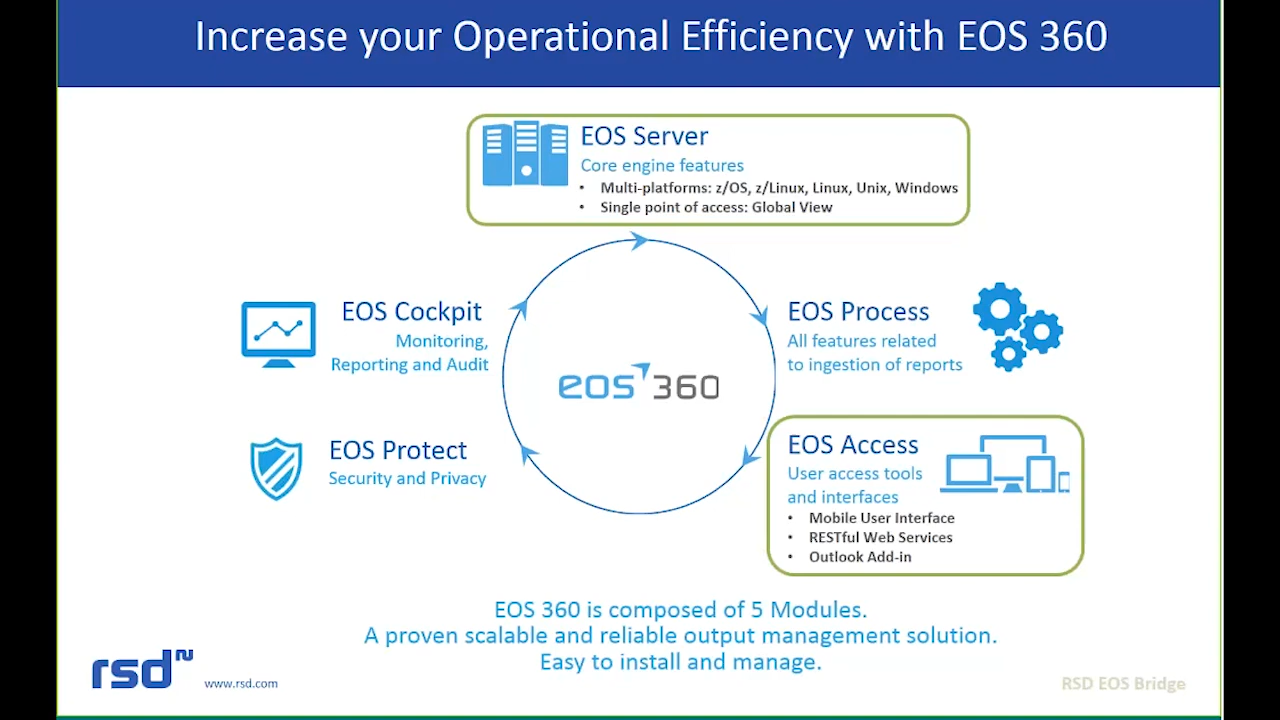 Increase your Operational Efficiency with EOS 360
EOS Server
Core engine features
• Multi-platforms: z/OS, z/Linux, Linux, Unix, Windows
• Single point of access: Global View
EOS Cockpit
Monitoring,
Reporting and Audit
EOS Process
All features related
to ingestion of reports
eos 360
EOS Protect
Security and Privacy
EOS Access
User access tools
and interfaces
• Mobile User Interface
• RESTful Web Services
• Outlook Add-in
EOS 360 is composed of 5 Modules.
A proven scalable and reliable output management solution.
Easy to install and manage.
rsd
www.rsd.com
RSD EOS Bridge